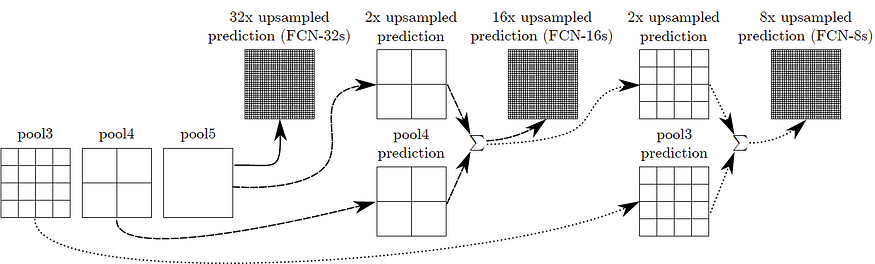 32x upsampled
prediction (FCN-32s)
2x upsampled
prediction
16x upsampled
prediction (FCN-16s)
2x upsampled
prediction
8x upsampled
prediction (FCN-8s)
pool3
pool4
pool5
pool4
prediction
∑
pool3
prediction
∑